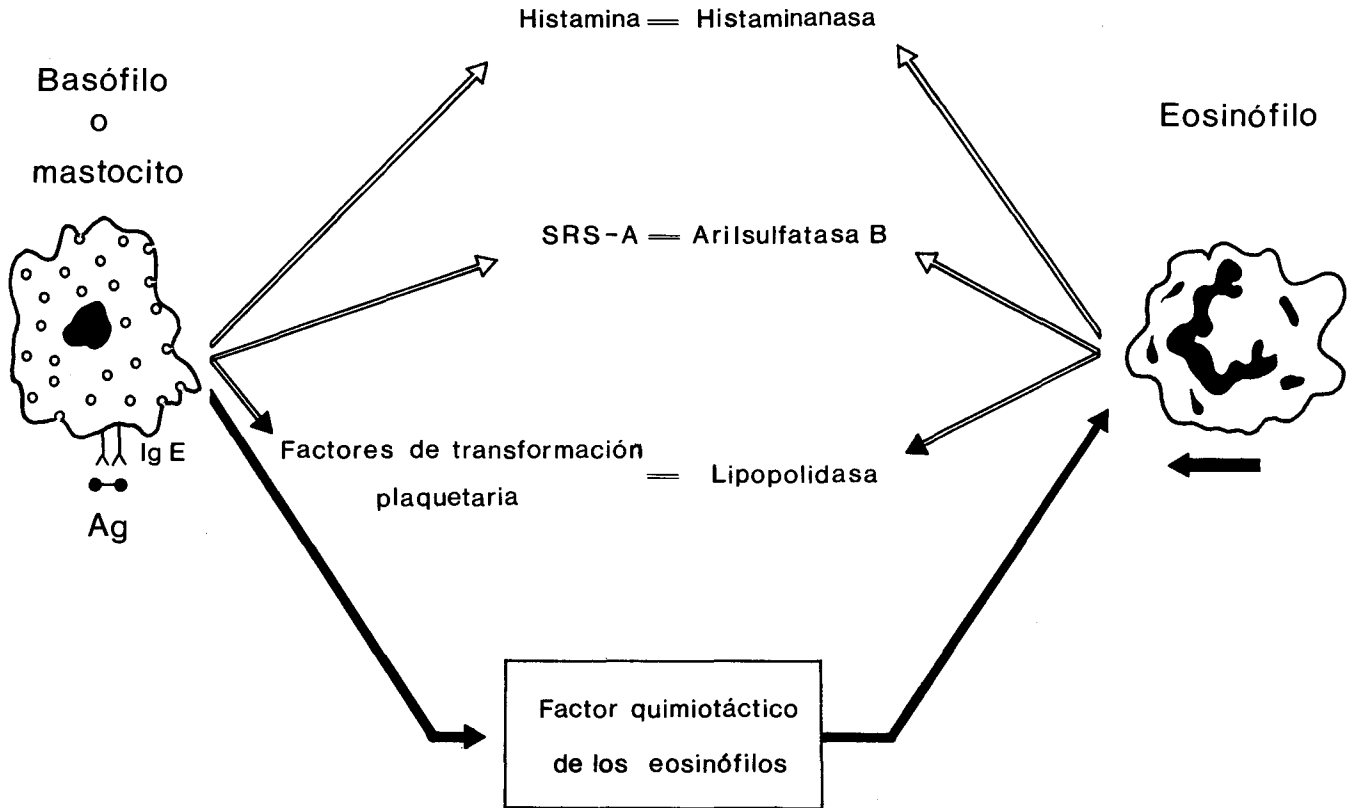 Histamina = Histaminanasa
Basófilo
o
mastocito
Eosinófilo
SRS-A = Arilsulfatasa B
Ig E
Ag
Factores de transformación
plaquetaria
= Lipopolidasa
Factor quimiotáctico
de los eosinófilos